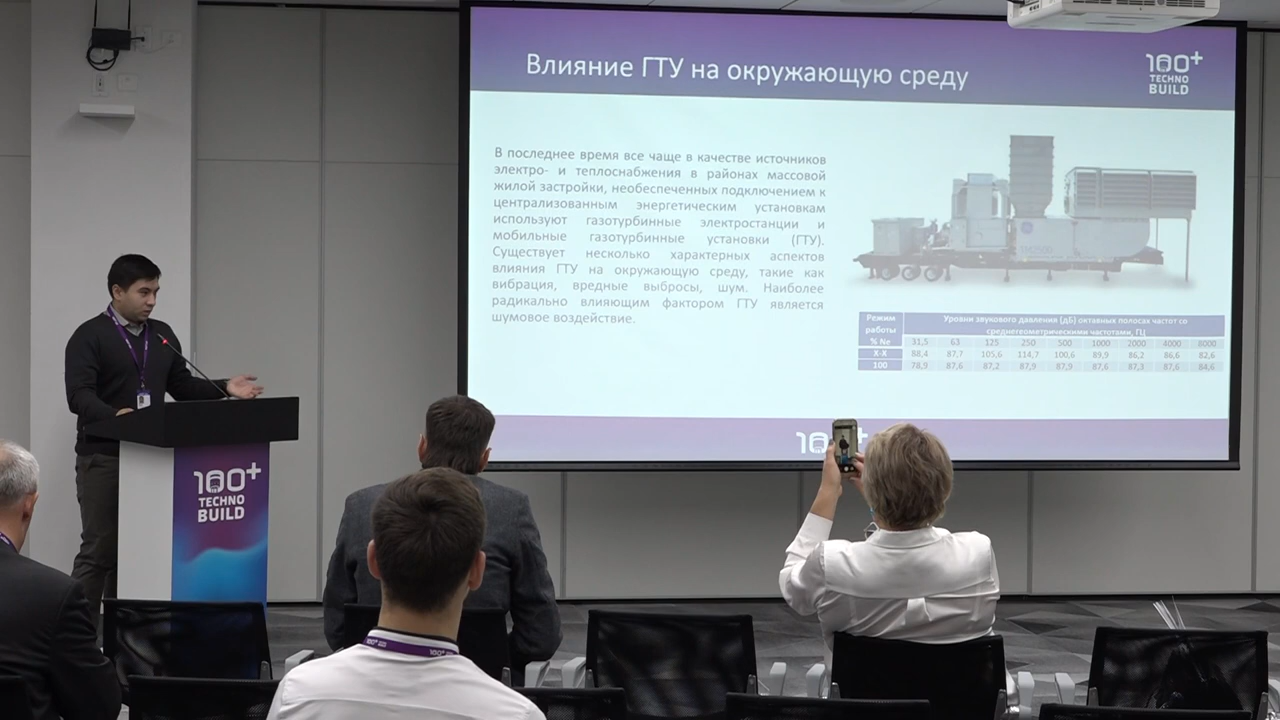 Влияние ГТУ на окружающую среду
100+
TECHNO
BUILD
В последнее время все чаще в качестве источников
электро- и теплоснабжения в районах массовой
жилой застройки, необеспеченных подключением к
централизованным энергетическим установкам
используют газотурбинные электростанции и
мобильные газотурбинные установки (ГТУ).
Существует несколько характерных аспектов
влияния ГТУ на окружающую среду, такие как
вибрация, вредные выбросы, шум. Наиболее
радикально влияющим фактором ГТУ является
шумовое воздействие.
Режим работы % Ne
Уровни звукового давления (дБ) октавных полосах частот со
среднегеометрическими частотами, ГЦ
31,5 63 125 250 500 1000 2000 4000 8000
Х-Х 88,4 87,7 105,6 114,7 100,6 89,9 86,2 86,6 82,6
100 78,9 87,6 87,2 87,9 87,9 87,6 87,3 87,6 84,6
100+
TECHNO
BUILD
100+